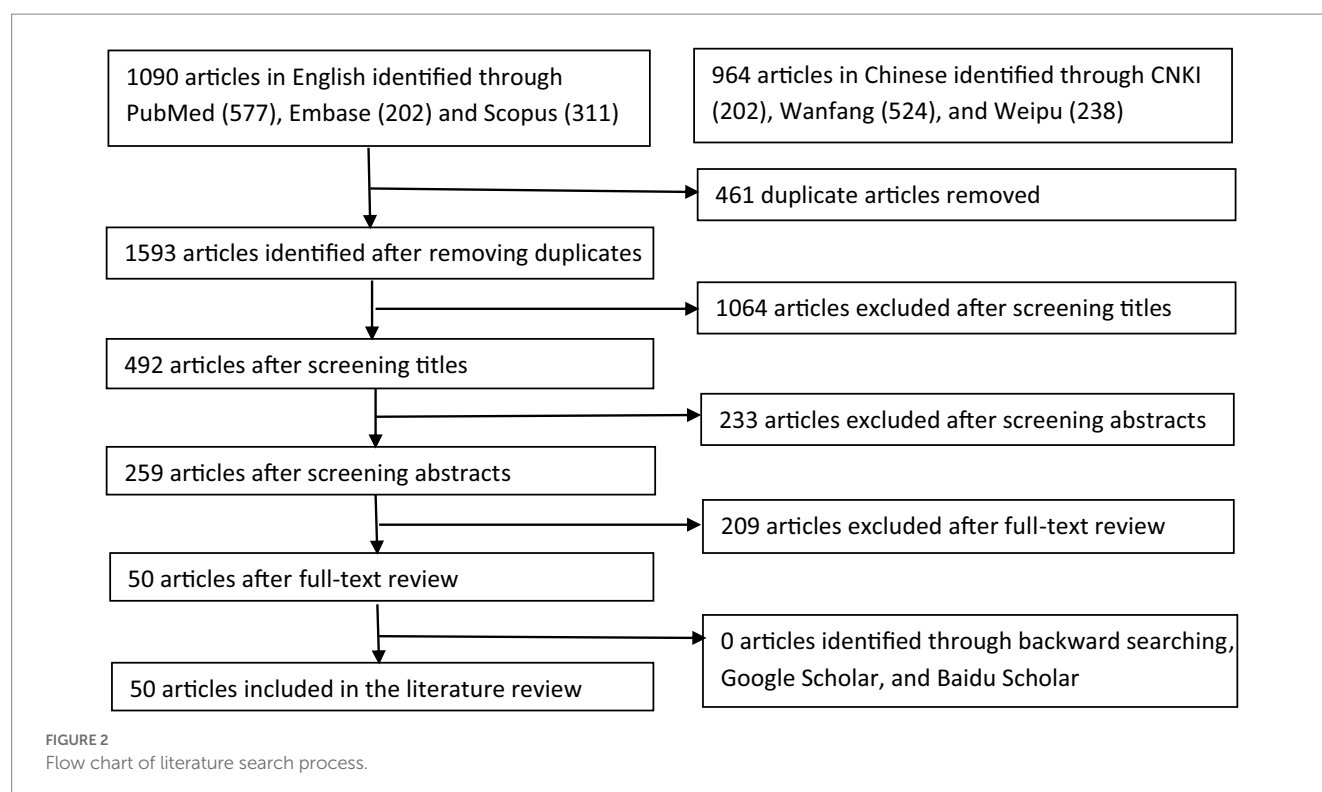 1090 articles in English identified through
PubMed (577), Embase (202) and Scopus (311)
964 articles in Chinese identified through CNKI
(202), Wanfang (524), and Weipu (238)
461 duplicate articles removed
1593 articles identified after removing duplicates
1064 articles excluded after screening titles
492 articles after screening titles
233 articles excluded after screening abstracts
259 articles after screening abstracts
209 articles excluded after full-text review
50 articles after full-text review
0 articles identified through backward searching,
Google Scholar, and Baidu Scholar
50 articles included in the literature review
FIGURE 2
Flow chart of literature search process.